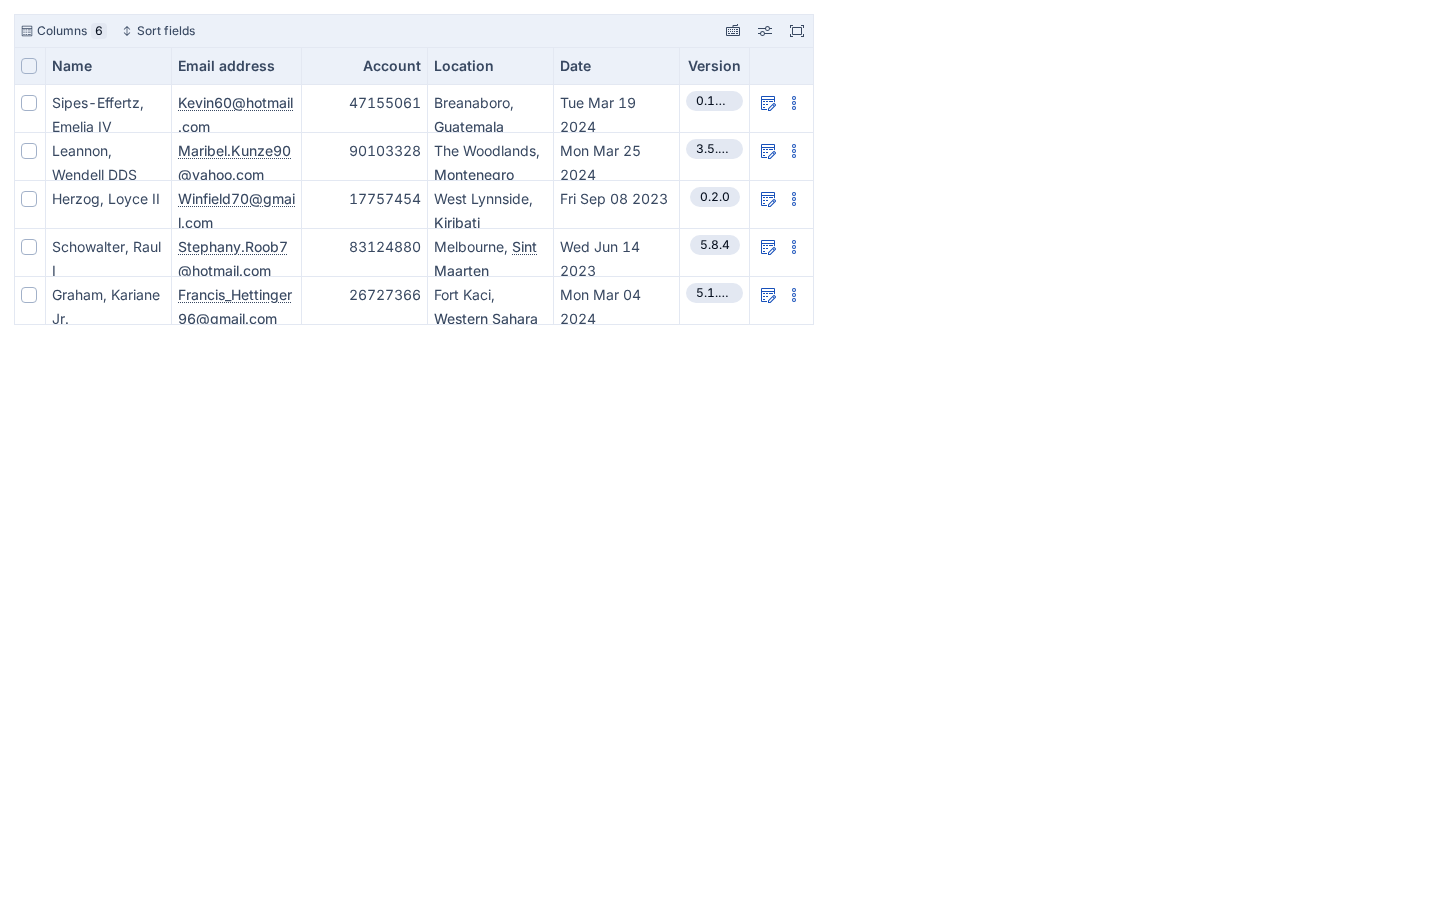 Columns 6 Sort fields
Name Email address Account Location Date Version
Sipes-Effertz, Kevin60@hotmail 47155061 Breanaboro, Tue Mar 19 0.1....
Emelia IV .com Guatemala 2024
Leannon, Maribel.Kunze90 90103328 The Woodlands, Mon Mar 25 3.5....
Wendell DDS @yahoo.com Montenegro 2024
Herzog, Loyce II Winfield70@gmai 17757454 West Lynnside, Fri Sep 08 2023 0.2.0
l.com Kiribati
Schowalter, Raul Stephany.Roob7 83124880 Melbourne, Sint Wed Jun 14 5.8.4
I @hotmail.com Maarten 2023
Graham, Kariane Francis_Hettinger 26727366 Fort Kaci, Mon Mar 04 5.1....
Jr. 96@gmail.com Western Sahara 2024